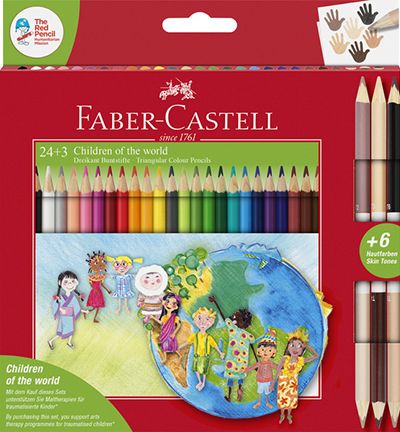 The
Red Pencil
Humanitarian
Mission
FABER-CASTELL
since 1761
24+3 Children of the world
Dreikant Buntstifte · Triangular Colour Pencils
+6
Hautfarben
Skin Tones
Children
of the world
Mit dem Kauf dieses Sets
unterstützen Sie Maltherapien für
traumatisierte Kinder*
By purchasing this set, you support arts
therapy programmes for traumatised children*